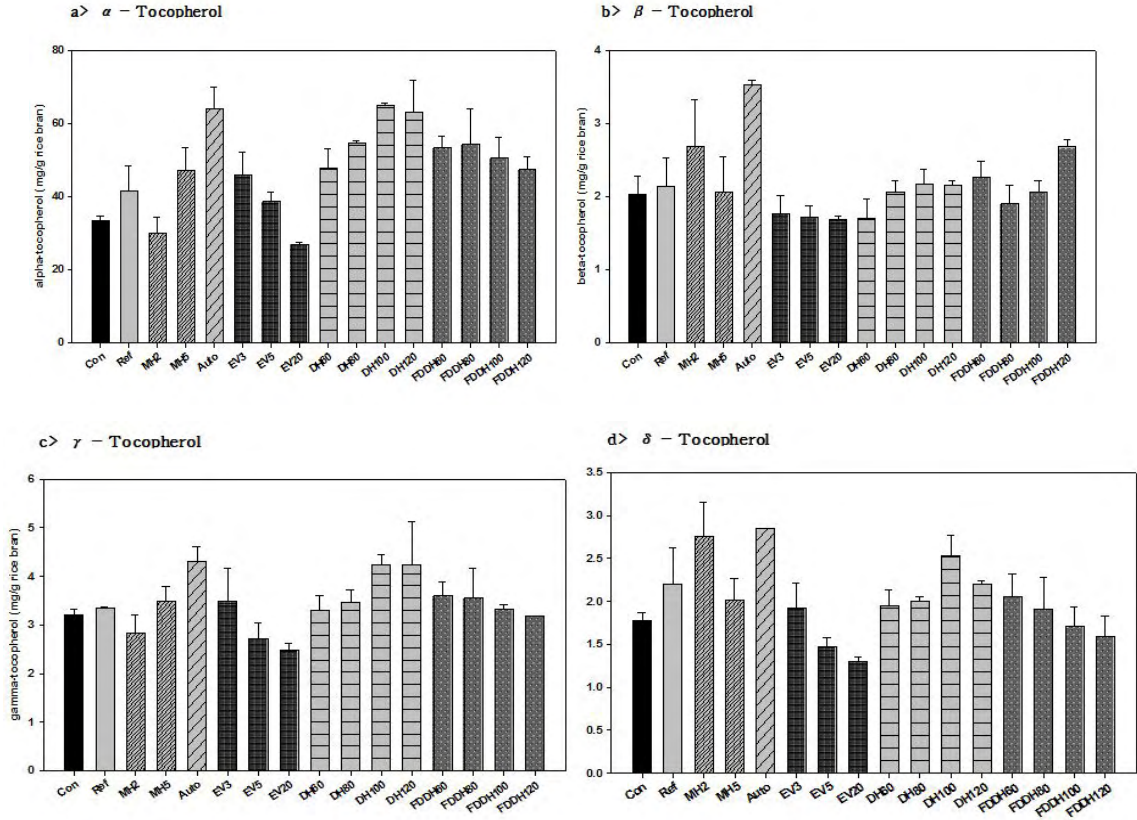 a> α – Tocopherol
alpha-tocopherol (mg/g rice bran)
80
60
40
20
0
Con Ref MH2 MH5 Auto EV3 EV5 EV20 DH60 DH80 DH100 DH120 FDDH60 FDDH80 FDDH100 FDDH120
b> β – Tocopherol
beta-tocopherol (mg/g rice bran)
4
3
2
1
0
Con Ref MH2 MH5 Auto EV3 EV5 EV20 DH60 DH80 DH100 DH120 FDDH60 FDDH80 FDDH100 FDDH120
c> γ – Tocopherol
gamma-tocopherol (mg/g rice bran)
6
5
4
3
2
1
0
Con Ref MH2 MH5 Auto EV3 EV5 EV20 DH60 DH80 DH100 DH120 FDDH60 FDDH80 FDDH100 FDDH120
d> δ – Tocopherol
3.5
3.0
2.5
2.0
1.5
1.0
0.5
0.0
Con Ref MH2 MH5 Auto EV3 EV5 EV20 DH60 DH80 DH100 DH120 FDDH60 FDDH80 FDDH100 FDDH120